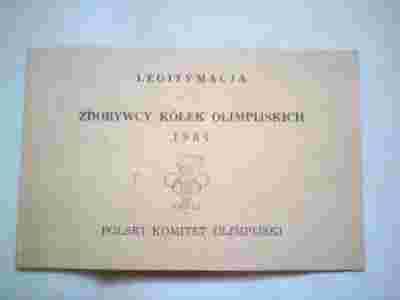 LEGITYMACJA
ZDOBYWCY KÓŁEK OLIMPIJSKICH
POLSKI KOMITET OLIMPIJSKI